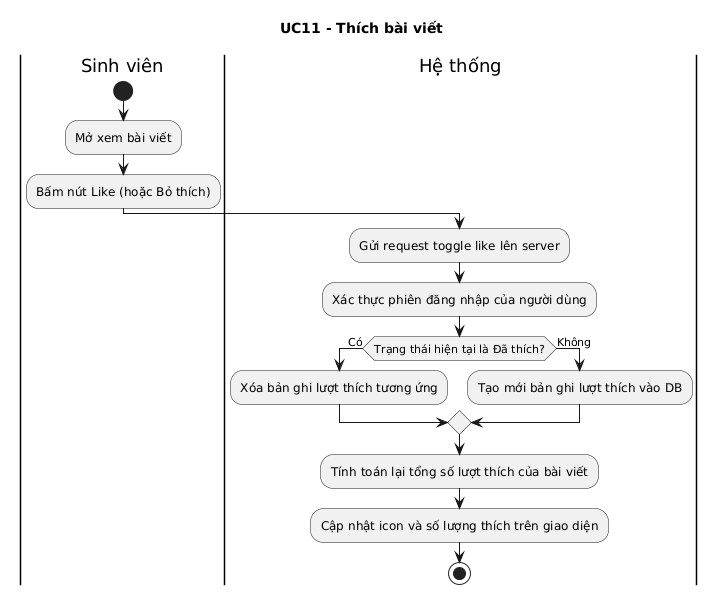 UC11 - Thích bài viết
Sinh viên
Hệ thống
Mở xem bài viết
Bấm nút Like (hoặc Bỏ thích)
Gửi request toggle like lên server
Xác thực phiên đăng nhập của người dùng
Trạng thái hiện tại là Đã thích?
Có
Không
Xóa bản ghi lượt thích tương ứng
Tạo mới bản ghi lượt thích vào DB
Tính toán lại tổng số lượt thích của bài viết
Cập nhật icon và số lượng thích trên giao diện